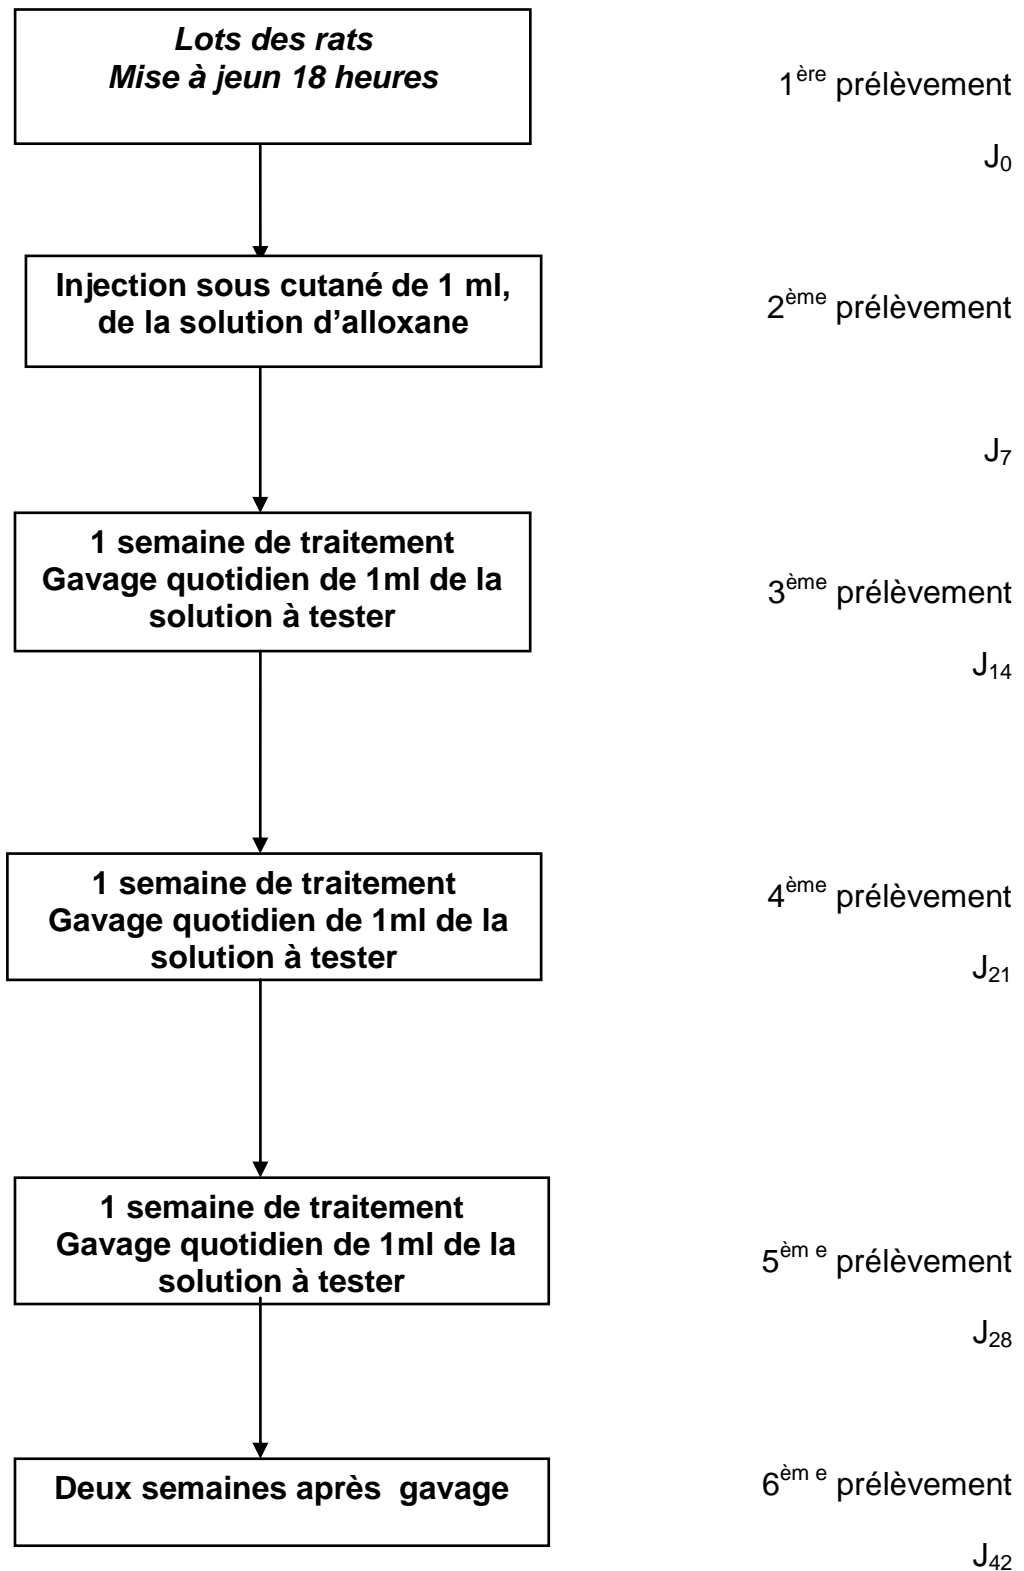 Lots des rats
Mise à jeun 18 heures
1ère prélèvement
J0
Injection sous cutané de 1 ml,
de la solution d’alloxane
2ème prélèvement
J7
1 semaine de traitement
Gavage quotidien de 1ml de la
solution à tester
3ème prélèvement
J14
1 semaine de traitement
Gavage quotidien de 1ml de la
solution à tester
4ème prélèvement
J21
1 semaine de traitement
Gavage quotidien de 1ml de la
solution à tester
5èm e prélèvement
J28
Deux semaines après  gavage
6èm e prélèvement
J42